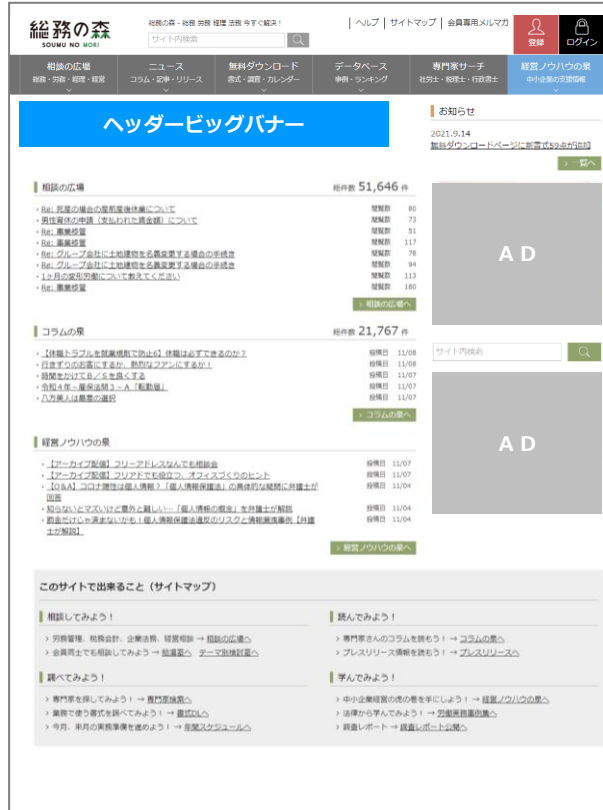 総務の森
SOUMU NO MORI
総務の森 - 総務 労務 経理 法務 今すぐ解決!
サイト内検索
ヘルプ
サイトマップ
会員専用メルマガ
登録
ログイン
相談の広場
総務・労務・経理・経営
ニュース
コラム・記事・リリース
無料ダウンロード
書式・調査・カレンダー
データベース
事例・ランキング
専門家サーチ
社労士・税理士・行政書士
経営ノウハウの泉
中小企業の支援情報
ヘッダービッグバナー
お知らせ
2021.9.14
無料ダウンロードページに新書式59点が追加
> 一覧へ
相談の広場
総件数 51,646 件
・Re: 死産の場合の産前産後休業について 閲覧数 80
・男性育休の申請(支払われた賃金額)について 閲覧数 73
・Re: 事業移管 閲覧数 51
・Re: 事業移管 閲覧数 117
・Re: グループ会社に土地建物を名義変更する場合の手続き 閲覧数 78
・Re: グループ会社に土地建物を名義変更する場合の手続き 閲覧数 94
・1ヶ月の変形労働について教えてください 閲覧数 113
・Re: 事業移管 閲覧数 180
> 相談の広場へ
AD
コラムの泉
総件数 21,767 件
・【休職トラブルを就業規則で防止6】休職は必ずできるのか? 投稿日 11/08
・行きずりのお客にするか、熱烈なファンにするか! 投稿日 11/08
・時間をかけてB/Sを良くする 投稿日 11/07
・令和4年-雇保法問3-A「転勤届」 投稿日 11/07
・八方美人は最悪の選択 投稿日 11/07
> コラムの泉へ
サイト内検索
AD
経営ノウハウの泉
・【アーカイブ配信】フリーアドレスなんでも相談会 投稿日 11/07
・【アーカイブ配信】フリアドでも役立つ、オフィスづくりのヒント 投稿日 11/07
・【Q&A】コロナ陽性は個人情報?「個人情報保護法」の具体的な疑問に弁護士が 投稿日 11/04
回答
・知らないとマズいけど意外と難しい…「個人情報の概念」を弁護士が解説 投稿日 11/04
・罰金だけじゃ済まないかも!個人情報保護法違反のリスクと情報漏洩事例【弁護 投稿日 11/04
士が解説】
> 経営ノウハウの泉へ
このサイトで出来ること(サイトマップ)
相談してみよう!
> 労務管理、税務会計、企業法務、経営相談 → 相談の広場へ
> 会員同士でも相談してみよう → 給湯室へ テーマ別検討室へ
読んでみよう!
> 専門家さんのコラムを読もう! → コラムの泉へ
> プレスリリース情報を読もう! → プレスリリースへ
調べてみよう!
> 専門家を探してみよう! → 専門家検索へ
> 業務で使う書式を調べてみよう! → 書式DLへ
> 今月、来月の実務準備を進めよう! → 年間スケジュールへ
学んでみよう!
> 中小企業経営の虎の巻を手にしよう! → 経営ノウハウの泉へ
> 法律から学んでみよう! → 労働実務事例集へ
> 調査レポート → 調査レポート公開へ